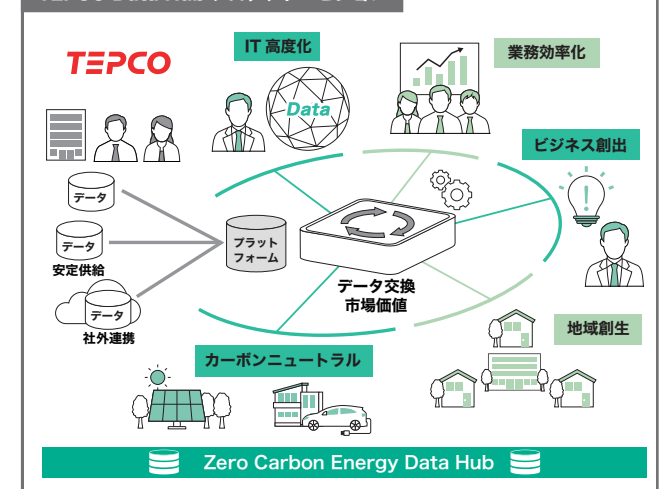 TEPCO
IT 高度化
Data
業務効率化
ビジネス創出
データ
データ
安定供給
データ
社外連携
プラット
フォーム
データ交換
市場価値
地域創生
カーボンニュートラル
Zero Carbon Energy Data Hub